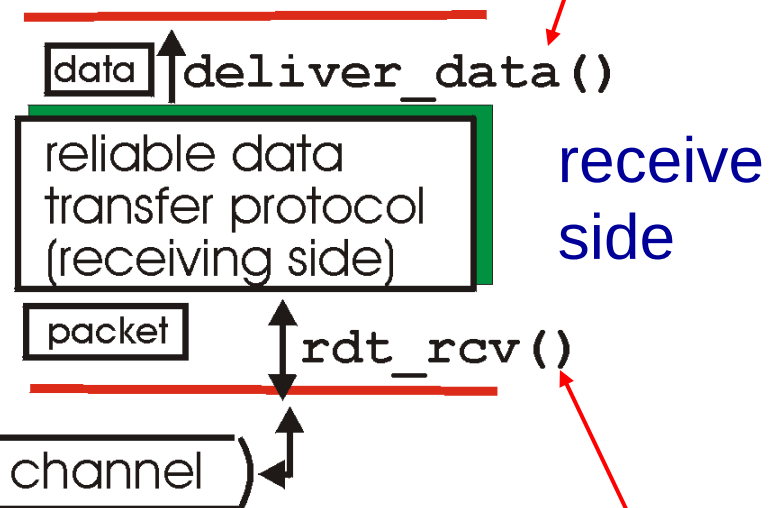 data deliver_data()
reliable data
transfer protocol
(receiving side)
receive
side
packet rdt_rcv()
channel